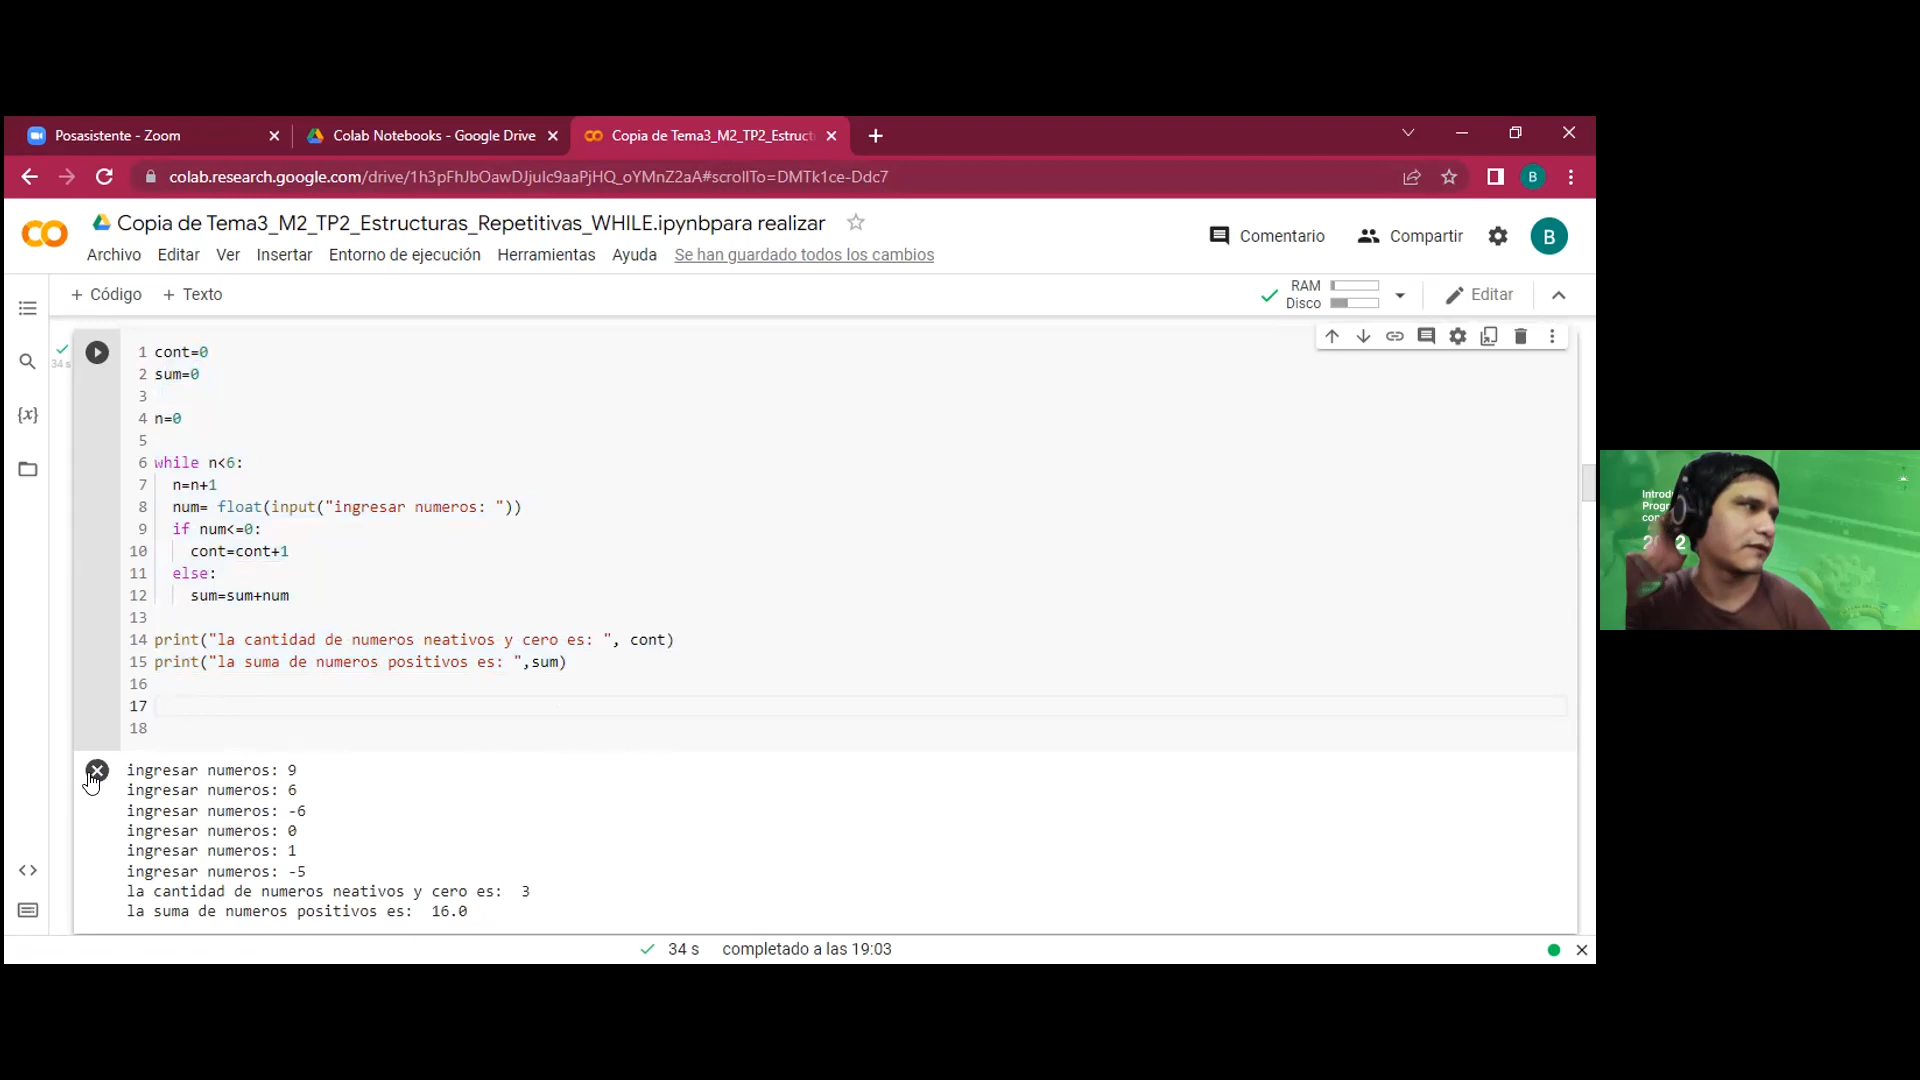 Posasistente - Zoom
Colab Notebooks - Google Drive
Copia de Tema3_M2_TP2_Estruct
colab.research.google.com/drive/1h3pFhJbOawDJjuIc9aaPjHQ_oYMnZ2aA#scrollTo=DMTk1ce-Ddc7
B
Copia de Tema3_M2_TP2_Estructuras_Repetitivas_WHILE.ipynbpara realizar
Comentario
Compartir
B
Archivo Editar Ver Insertar Entorno de ejecución Herramientas Ayuda Se han guardado todos los cambios
+ Código + Texto
RAM
Disco
Editar
34 s
1 cont=0
2 sum=0
3
4 n=0
5
6 while n<6:
7 n=n+1
8 num= float(input("ingresar numeros: "))
9 if num<=0:
10 cont=cont+1
11 else:
12 sum=sum+num
13
14 print("la cantidad de numeros neativos y cero es: ", cont)
15 print("la suma de numeros positivos es: ",sum)
16
17
18
{x}
ingresar numeros: 9
ingresar numeros: 6
ingresar numeros: -6
ingresar numeros: 0
ingresar numeros: 1
ingresar numeros: -5
la cantidad de numeros neativos y cero es: 3
la suma de numeros positivos es: 16.0
34 s completado a las 19:03
Introd
Progr
con